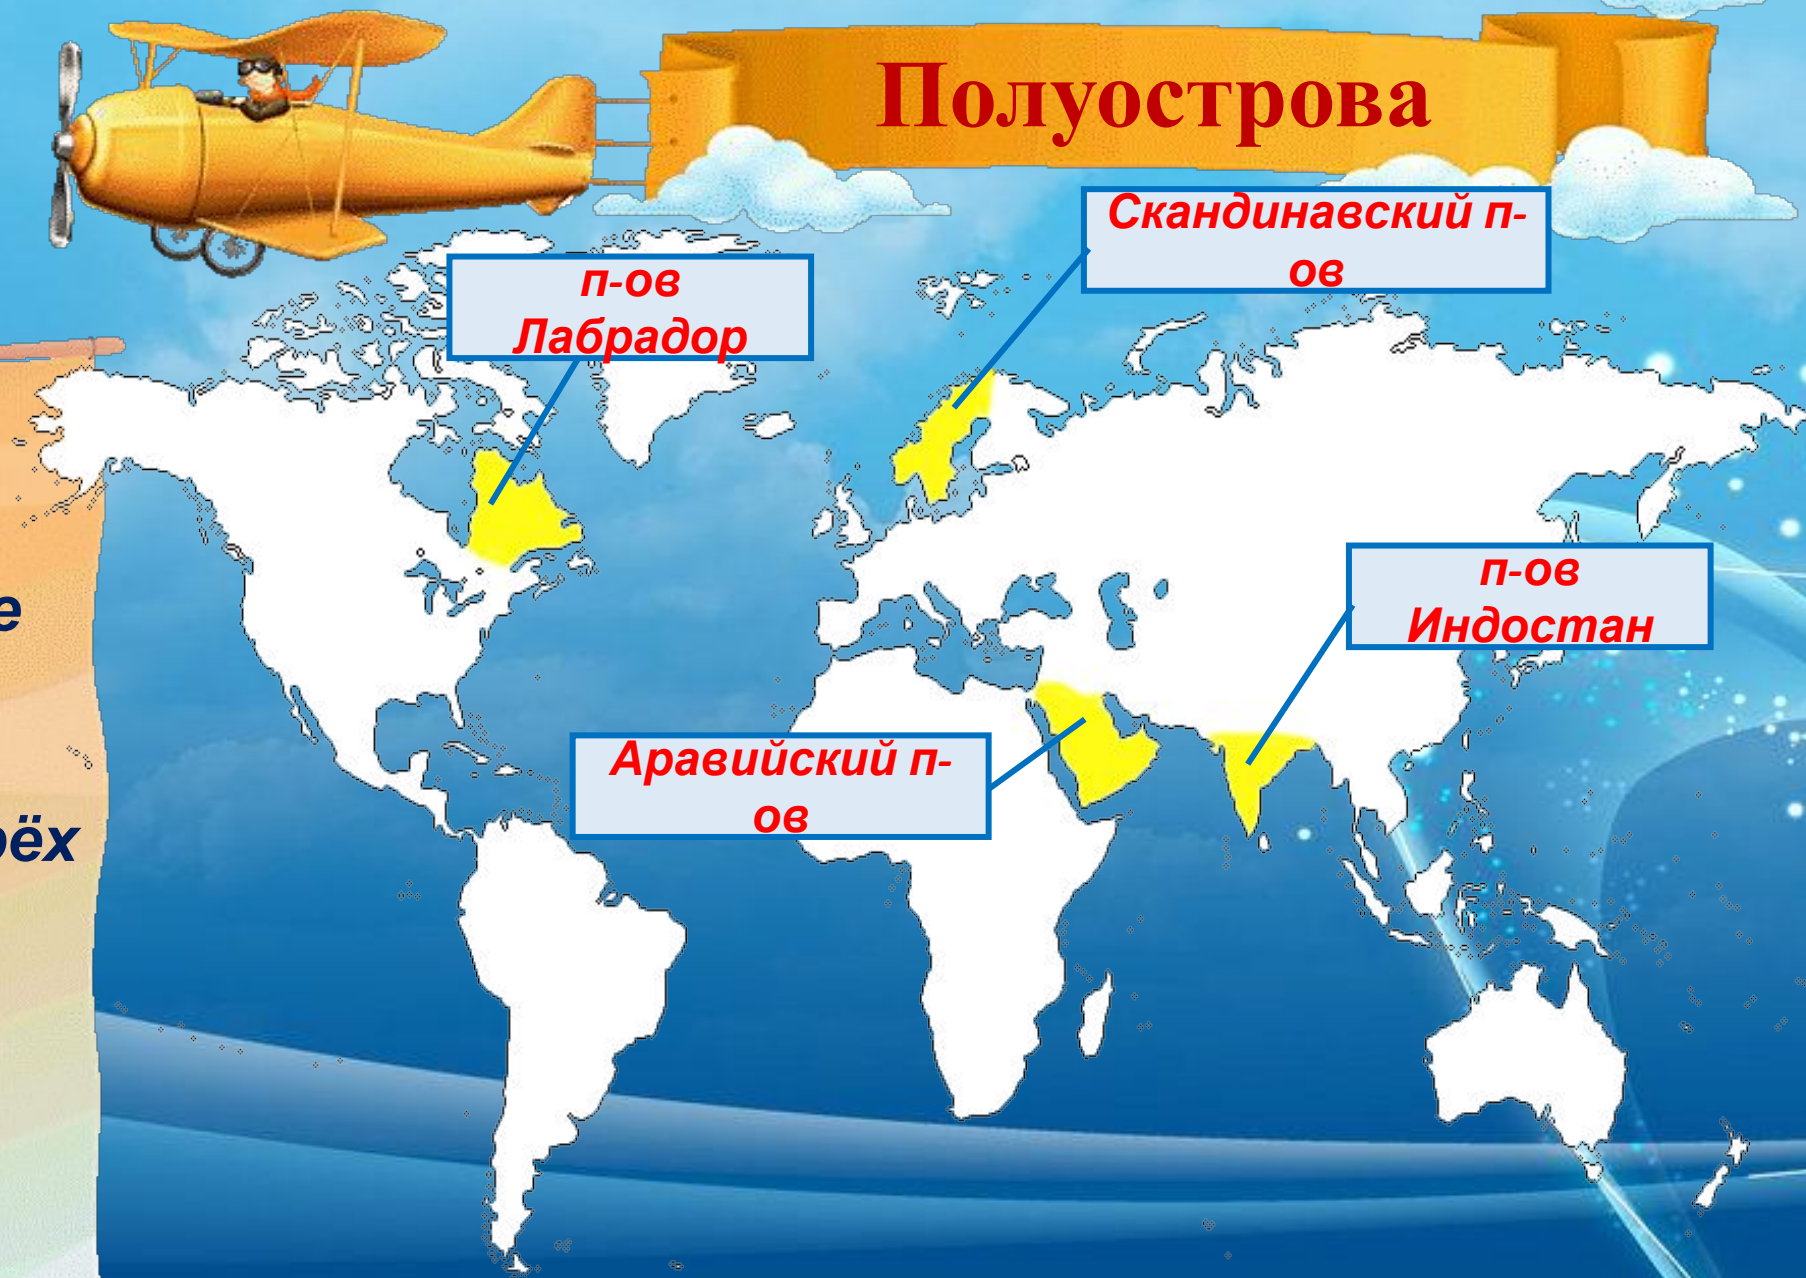 Полуострова
Скандинавский п-
ов
п-ов
Лабрадор
п-ов
Индостан
Аравийский п-
ов